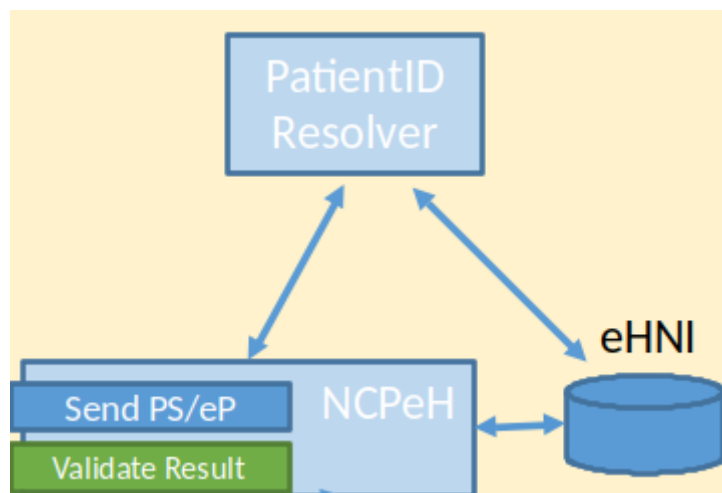 PatientID
Resolver
eHNI
NCPeH
Send PS/eP
Validate Result